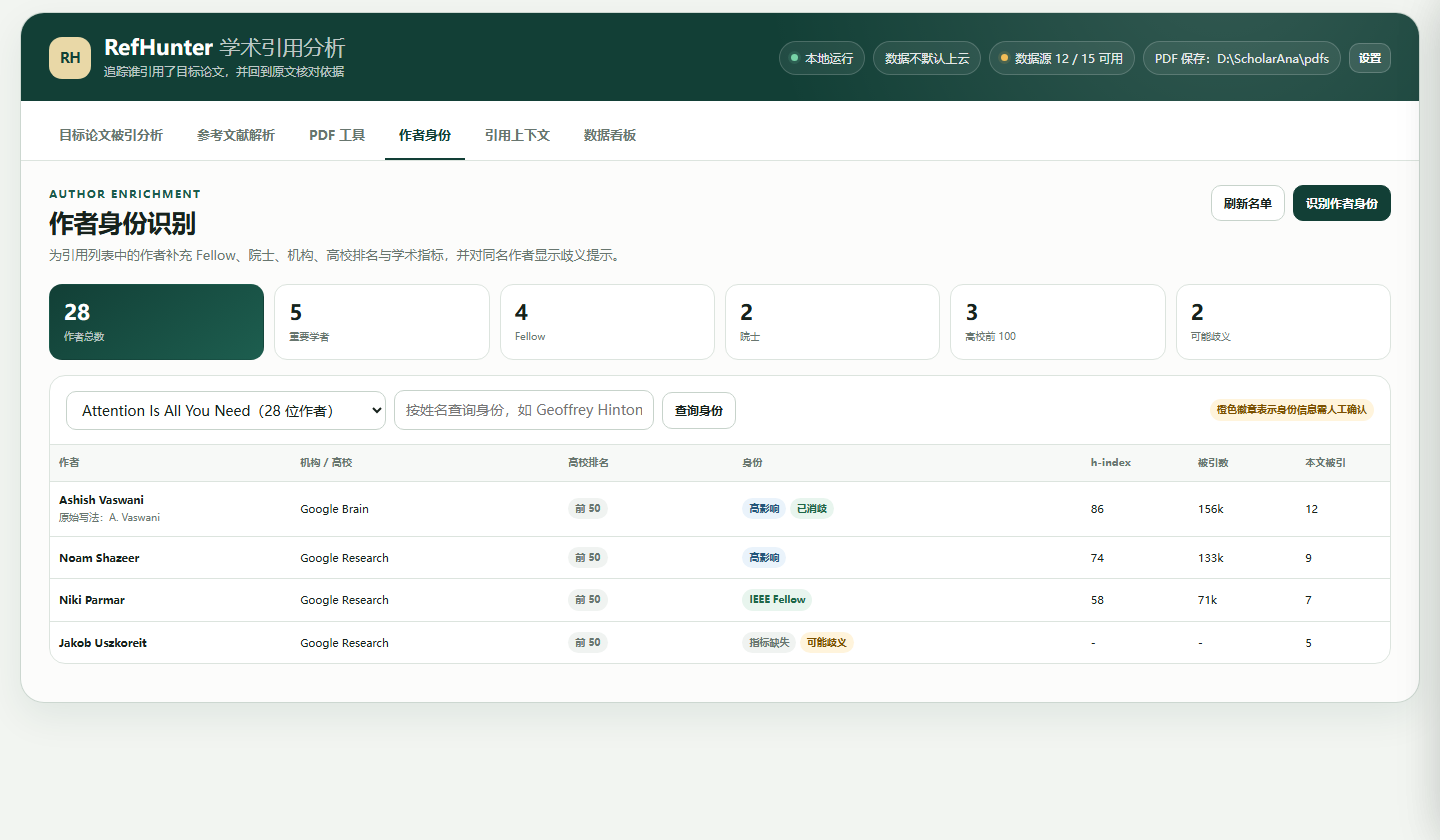 RH
RefHunter 学术引用分析
追踪谁引用了目标论文，并回到原文核对依据
本地运行
数据不默认上云
数据源 12 / 15 可用
PDF 保存：D:\ScholarAna\pdfs
设置
目标论文被引分析
参考文献解析
PDF 工具
作者身份
引用上下文
数据看板
AUTHOR ENRICHMENT
作者身份识别
为引用列表中的作者补充 Fellow、院士、机构、高校排名与学术指标，并对同名作者显示歧义提示。
刷新名单
识别作者身份
28
作者总数
5
重要学者
4
Fellow
2
院士
3
高校前 100
2
可能歧义
Attention Is All You Need（28 位作者）
按姓名查询身份，如 Geoffrey Hinton
查询身份
橙色徽章表示身份信息需人工确认
作者 机构 / 高校 高校排名 身份 h-index 被引数 本文被引
Ashish Vaswani Google Brain 前 50 高影响 已消歧 86 156k 12
原始写法：A. Vaswani
Noam Shazeer Google Research 前 50 高影响 74 133k 9
Niki Parmar Google Research 前 50 IEEE Fellow 58 71k 7
Jakob Uszkoreit Google Research 前 50 指标缺失 可能歧义 - - 5